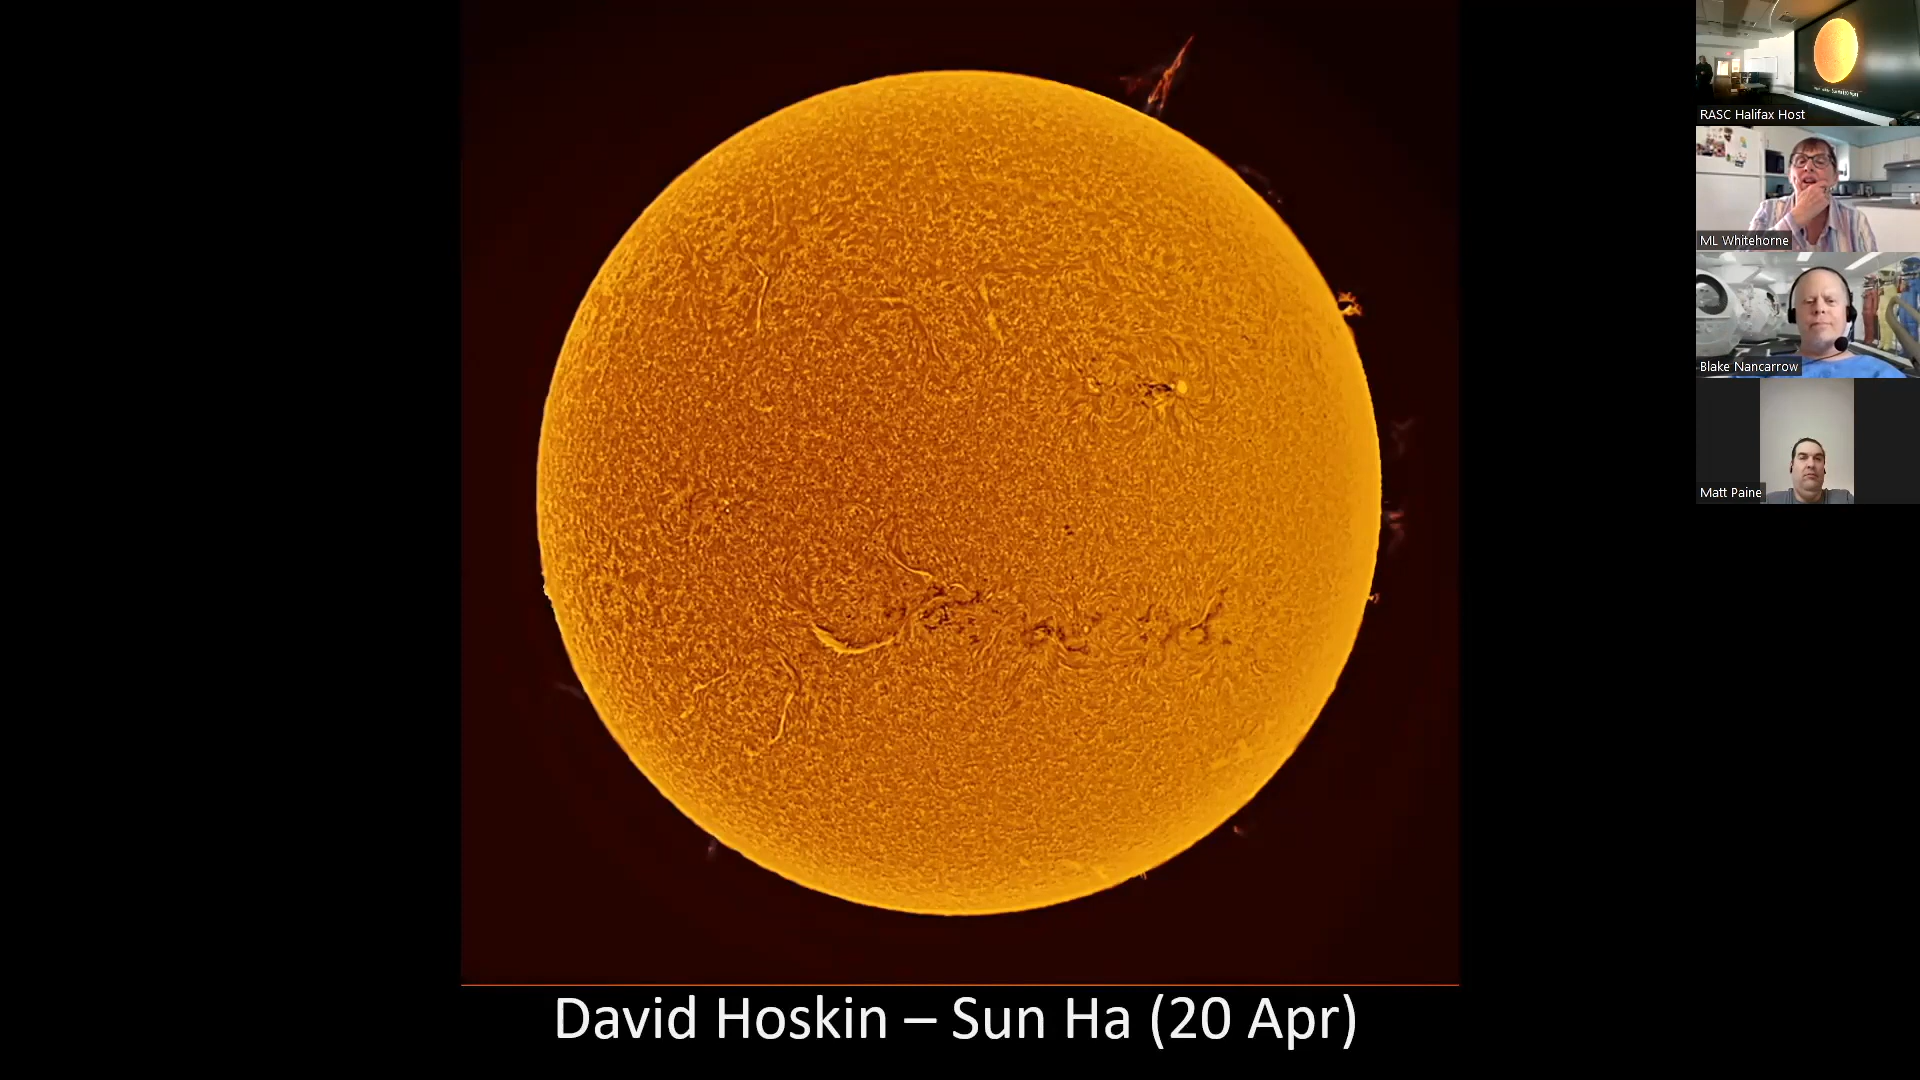 RASC Halifax Host
ML Whitehorne
Blake Nancarrow
Matt Paine
David Hoskin – Sun Ha (20 Apr)